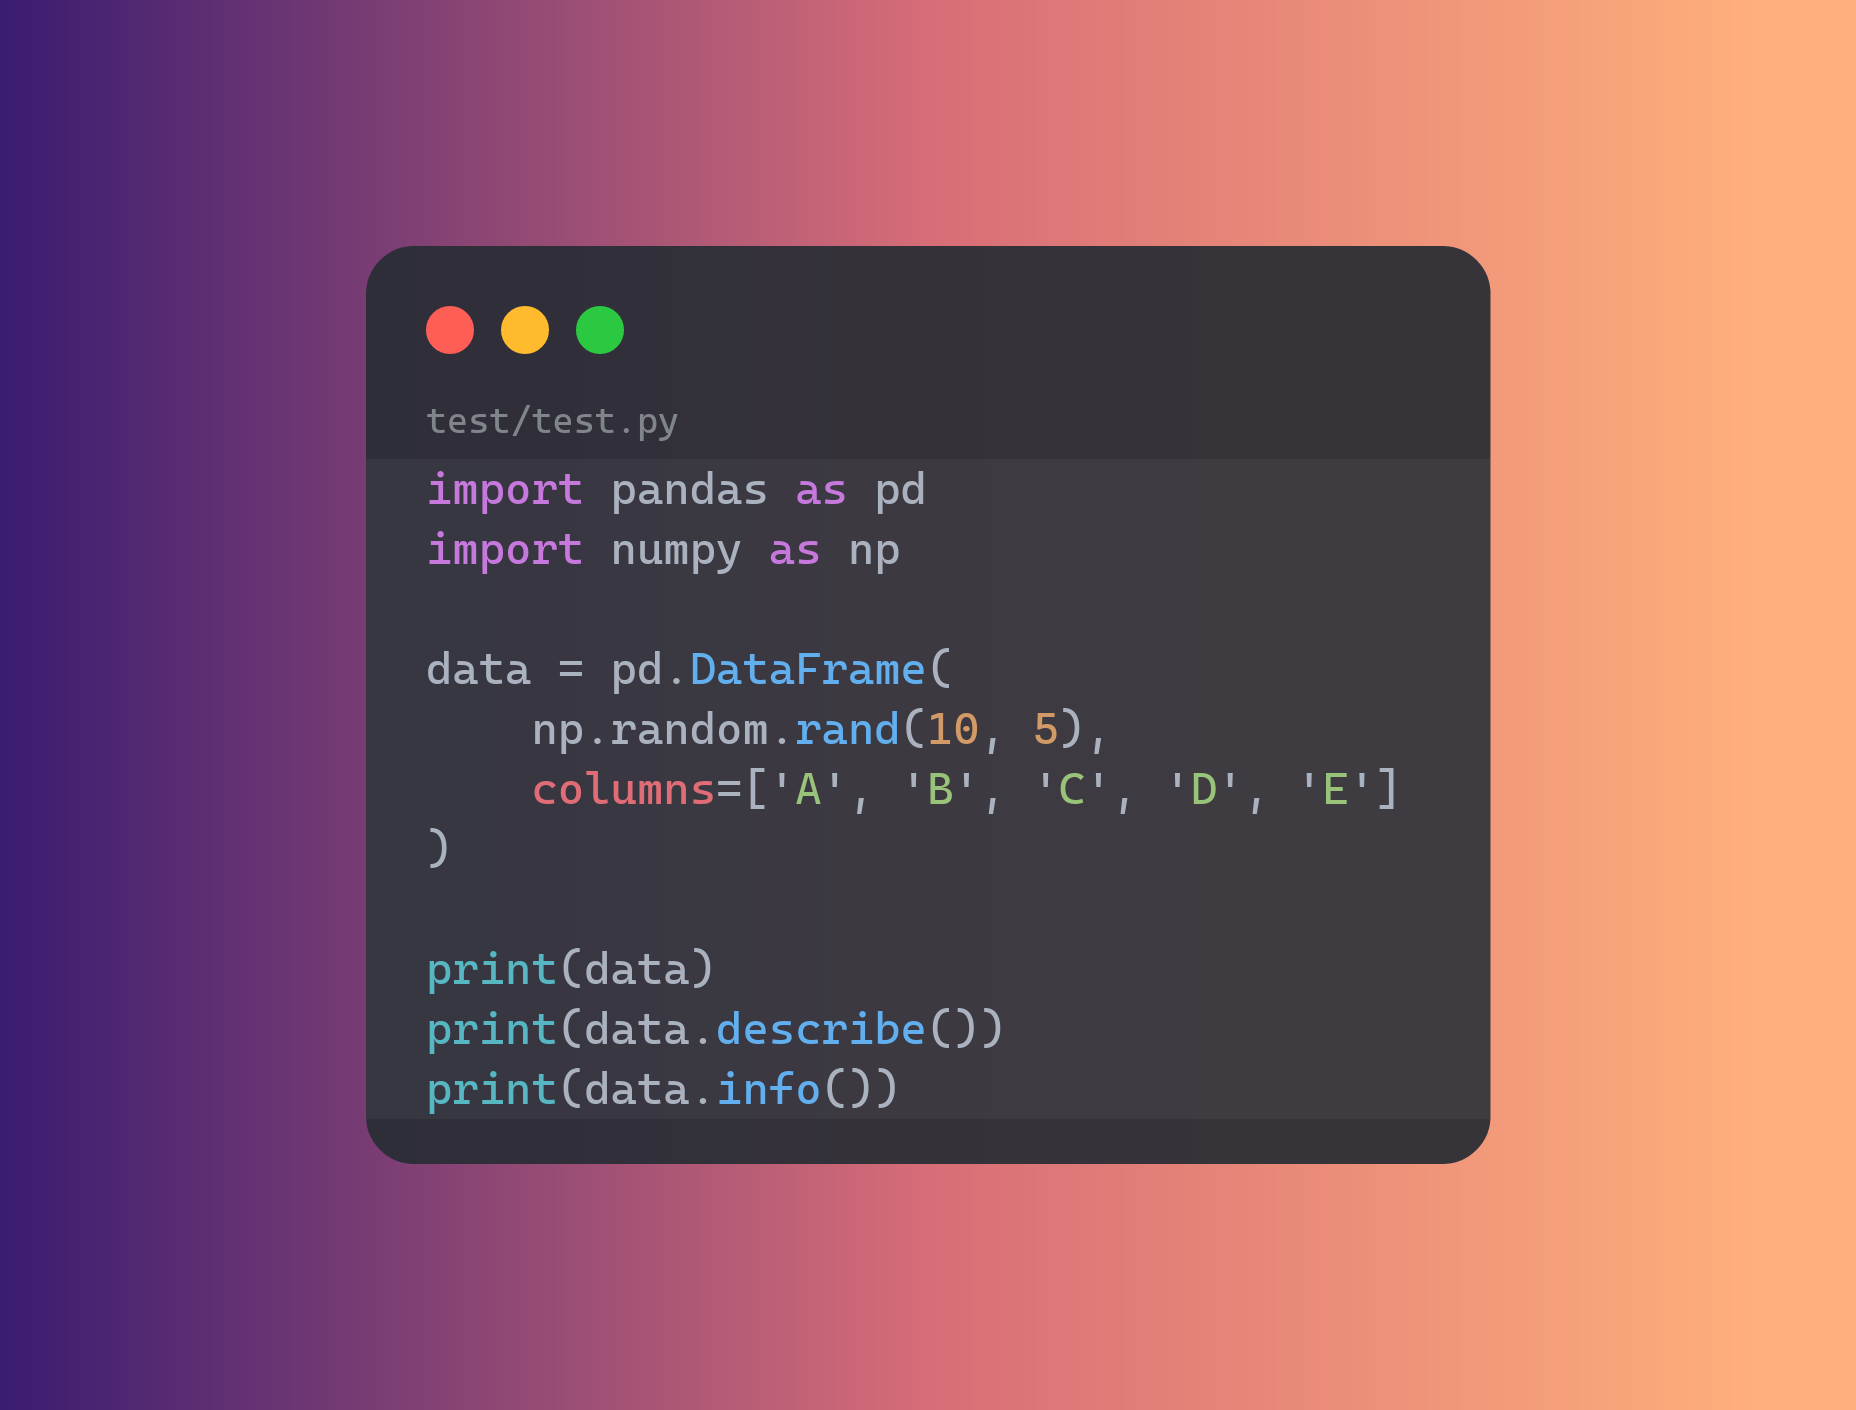 test/test.py
import pandas as pd
import numpy as np

data = pd.DataFrame(
    np.random.rand(10, 5),
    columns=['A', 'B', 'C', 'D', 'E']
)

print(data)
print(data.describe())
print(data.info())